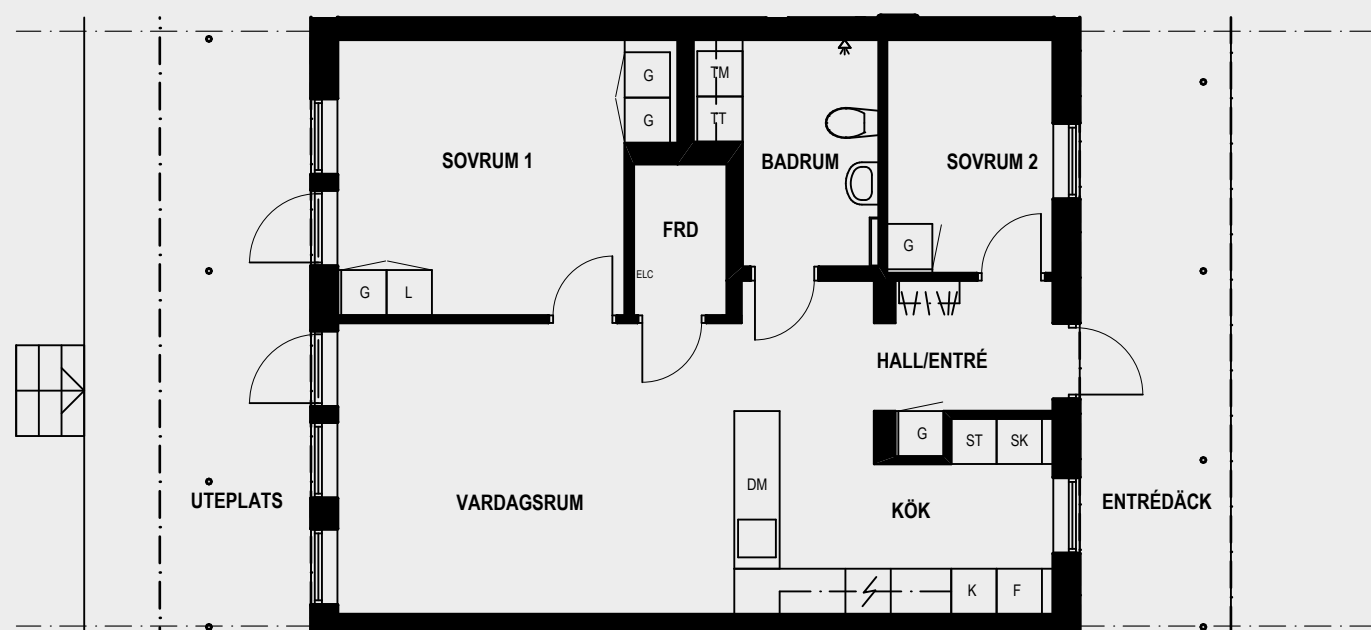 G
TM
G
TT
SOVRUM 1
BADRUM
SOVRUM 2
FRD
G
ELC
G L
HALL/ENTRÉ
G ST SK
DM
UTEPLATS
VARDAGSRUM
KÖK
ENTRÉDÄCK
K F